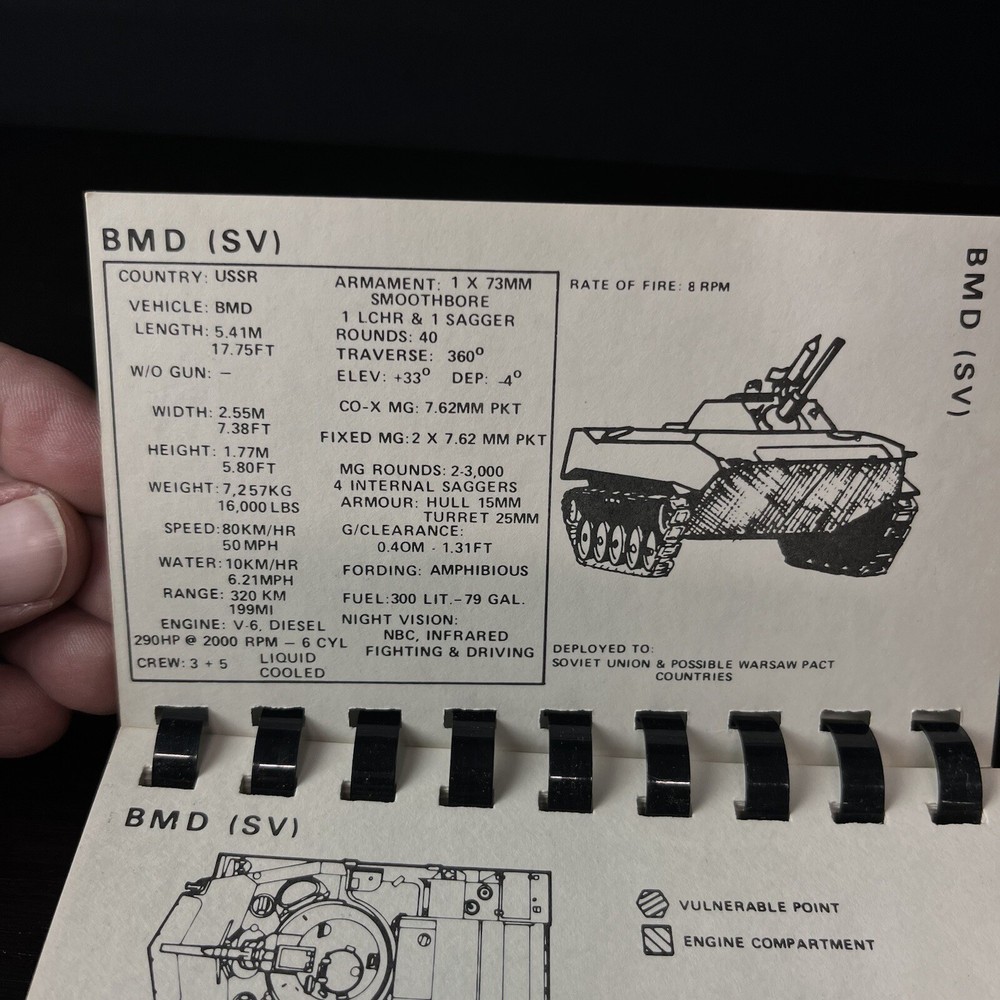 BMD (SV)
COUNTRY: USSR
VEHICLE: BMD
LENGTH: 5.41M
17.75FT
W/O GUN: –
WIDTH: 2.55M
7.38FT
HEIGHT: 1.77M
5.80FT
WEIGHT: 7,257KG
16,000 LBS
SPEED: 80KM/HR
50 MPH
WATER: 10KM/HR
6.21MPH
RANGE: 320 KM
199MI
ENGINE: V-6, DIESEL
290HP @ 2000 RPM – 6 CYL
LIQUID
COOLED
CREW: 3 + 5
ARMAMENT: 1 X 73MM
SMOOTHBORE
1 LCHR & 1 SAGGER
ROUNDS: 40
TRAVERSE: 360°
ELEV: +33° DEP: -4°
CO-X MG: 7.62MM PKT
FIXED MG: 2 X 7.62 MM PKT
MG ROUNDS: 2-3,000
4 INTERNAL SAGGERS
ARMOUR: HULL 15MM
TURRET 25MM
G/CLEARANCE:
0.40M - 1.31FT
FORDING: AMPHIBIOUS
FUEL: 300 LIT. – 79 GAL.
NIGHT VISION:
NBC, INFRARED
FIGHTING & DRIVING
RATE OF FIRE: 8 RPM
DEPLOYED TO:
SOVIET UNION & POSSIBLE WARSAW PACT
COUNTRIES
BMD (SV)
BMD (SV)
VULNERABLE POINT
ENGINE COMPARTMENT